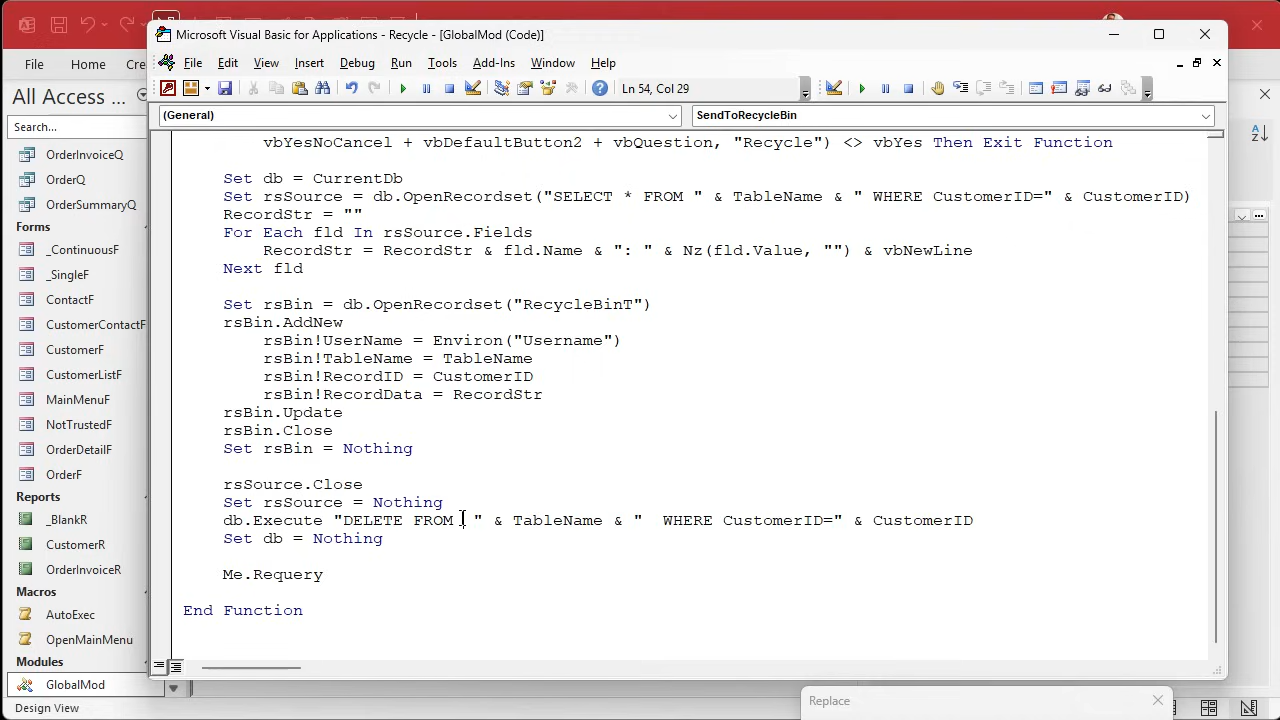 Microsoft Visual Basic for Applications - Recycle - [GlobalMod (Code)]
File Home Cre
File Edit View Insert Format Debug Run Tools Add-Ins Window Help
Ln 54, Col 29
All Access ...
Search...
(General)
SendToRecycleBin
OrderInvoiceQ
OrderQ
OrderSummaryQ
Forms
_ContinuousF
_SingleF
ContactF
CustomerContactF
CustomerF
CustomerListF
MainMenuF
NotTrustedF
OrderDetailF
OrderF
Reports
_BlankR
CustomerR
OrderInvoiceR
Macros
AutoExec
OpenMainMenu
Modules
GlobalMod
Design View
vbYesNoCancel + vbDefaultButton2 + vbQuestion, "Recycle") <> vbYes Then Exit Function
Set db = CurrentDb
Set rsSource = db.OpenRecordset("SELECT * FROM " & TableName & " WHERE CustomerID=" & CustomerID)
RecordStr = ""
For Each fld In rsSource.Fields
RecordStr = RecordStr & fld.Name & ": " & Nz(fld.Value, "") & vbNewLine
Next fld
Set rsBin = db.OpenRecordset("RecycleBinT")
rsBin.AddNew
rsBin!UserName = Environ("Username")
rsBin!TableName = TableName
rsBin!RecordID = CustomerID
rsBin!RecordData = RecordStr
rsBin.Update
rsBin.Close
Set rsBin = Nothing
rsSource.Close
Set rsSource = Nothing
db.Execute "DELETE FROM  " & TableName & "  WHERE CustomerID=" & CustomerID
Set db = Nothing
Me.Requery
End Function
Replace